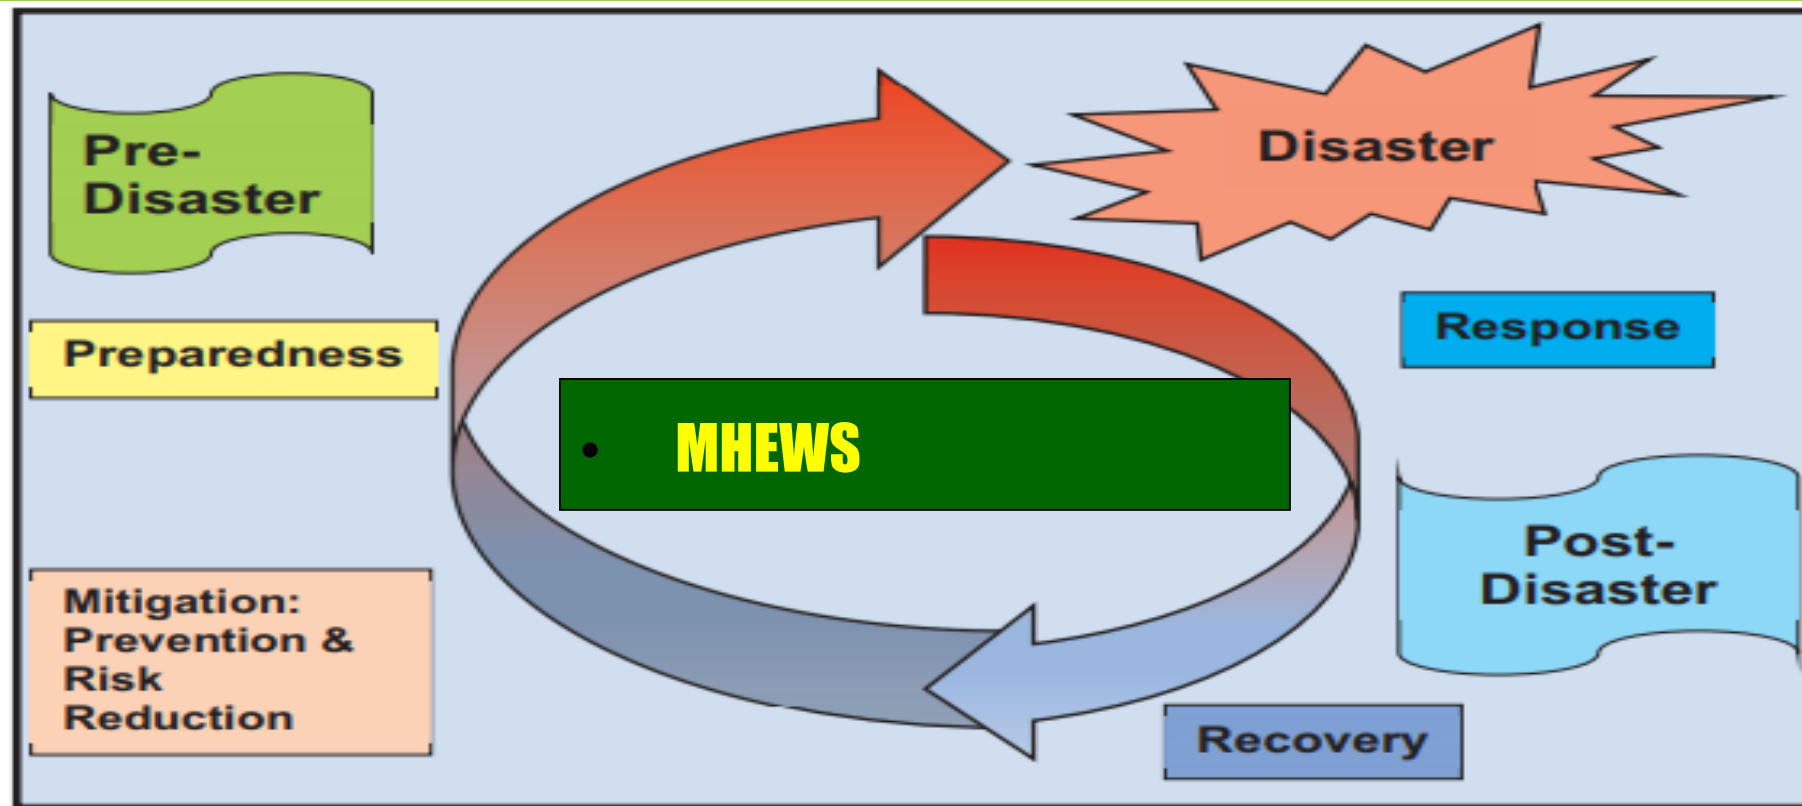 Pre-
Disaster
Disaster
Preparedness
Response
• MHEWS
Post-
Disaster
Mitigation:
Prevention &
Risk
Reduction
Recovery